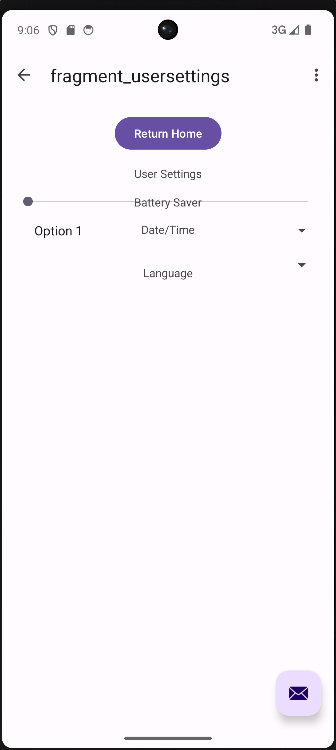 9:06
3G
fragment_usersettings
Return Home
User Settings
Battery Saver
Option 1 Date/Time
Language